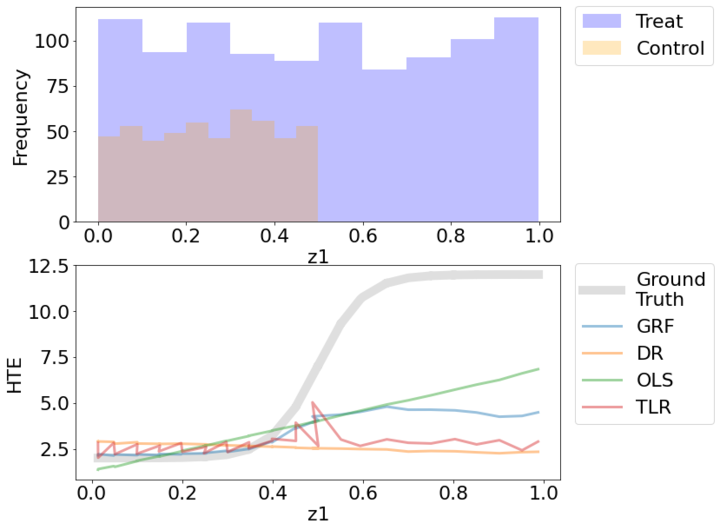 Frequency
100
75
50
25
0
0.0 0.2 0.4 0.6 0.8 1.0
z1
Treat
Control
HTE
12.5
10.0
7.5
5.0
2.5
0.0 0.2 0.4 0.6 0.8 1.0
z1
Ground
Truth
GRF
DR
OLS
TLR